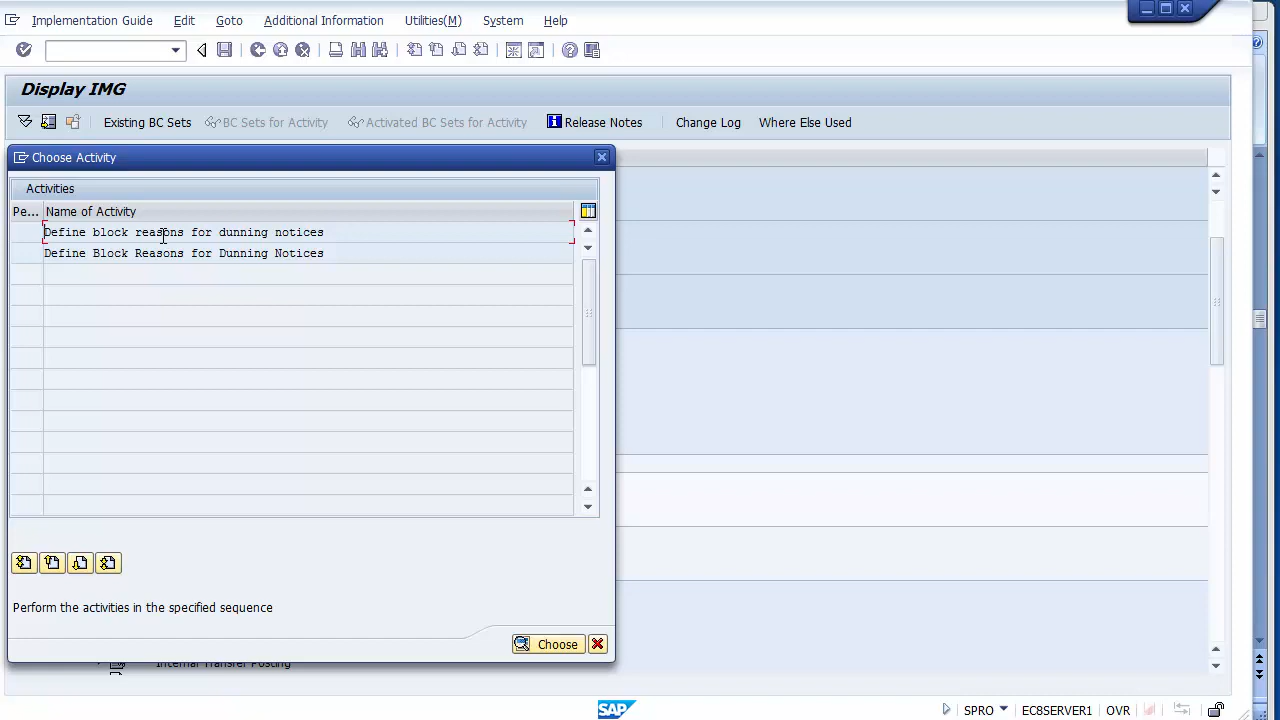 Implementation Guide Edit Goto Additional Information Utilities(M) System Help
Display IMG
Existing BC Sets BC Sets for Activity Activated BC Sets for Activity Release Notes Change Log Where Else Used
Choose Activity
Activities
Pe... Name of Activity
Define block reasons for dunning notices
Define Block Reasons for Dunning Notices
Perform the activities in the specified sequence
Choose
Internal Transfer Posting
SAP SPRO ECSERVER1 OVR